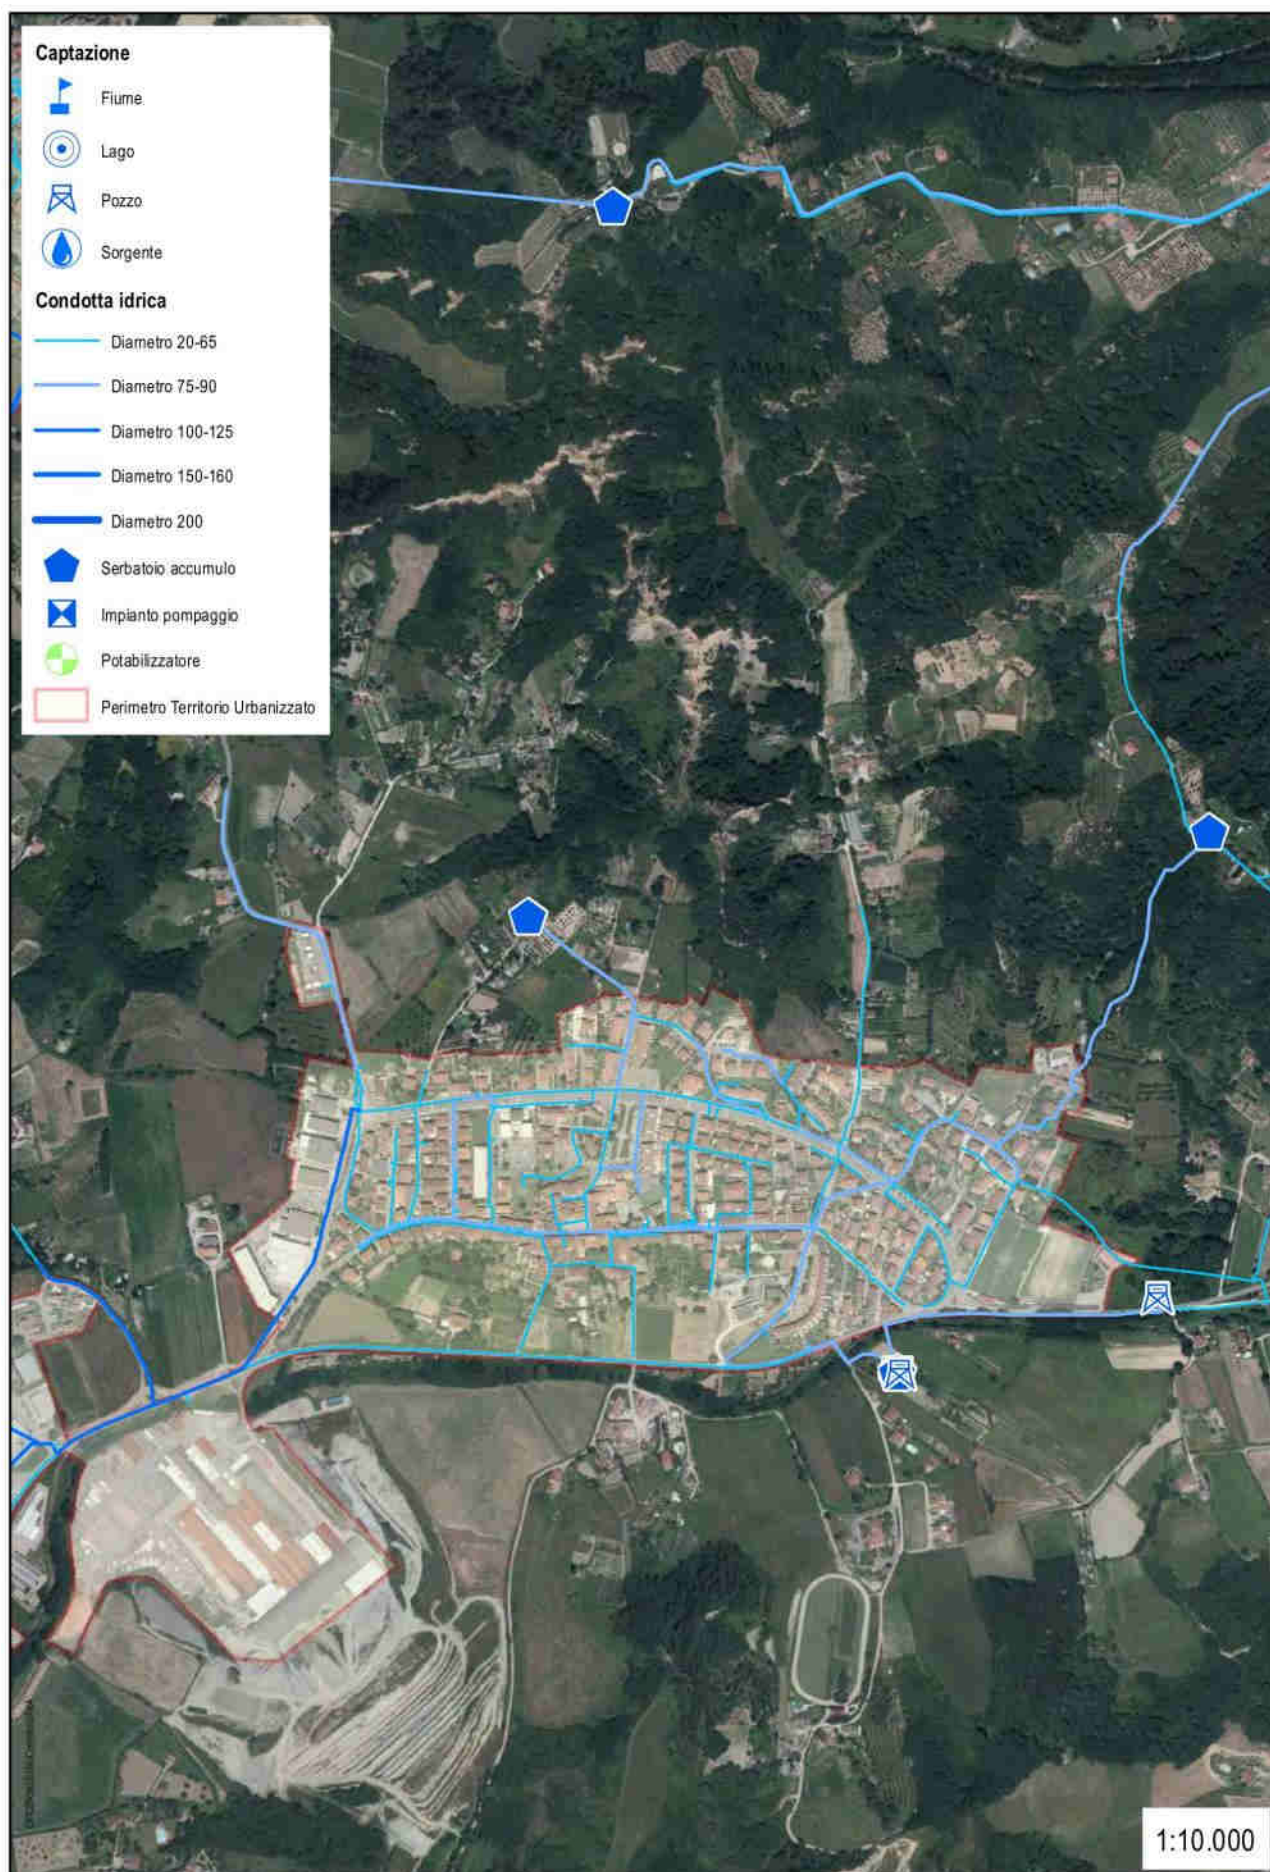 Captazione
Fiume
Lago
Pozzo
Sorgente
Condotta idrica
Diametro 20-65
Diametro 75-90
Diametro 100-125
Diametro 150-160
Diametro 200
Serbatoio accumulo
Impianto pompaggio
Potabilizzatore
Perimetro Territorio Urbanizzato
1:10.000